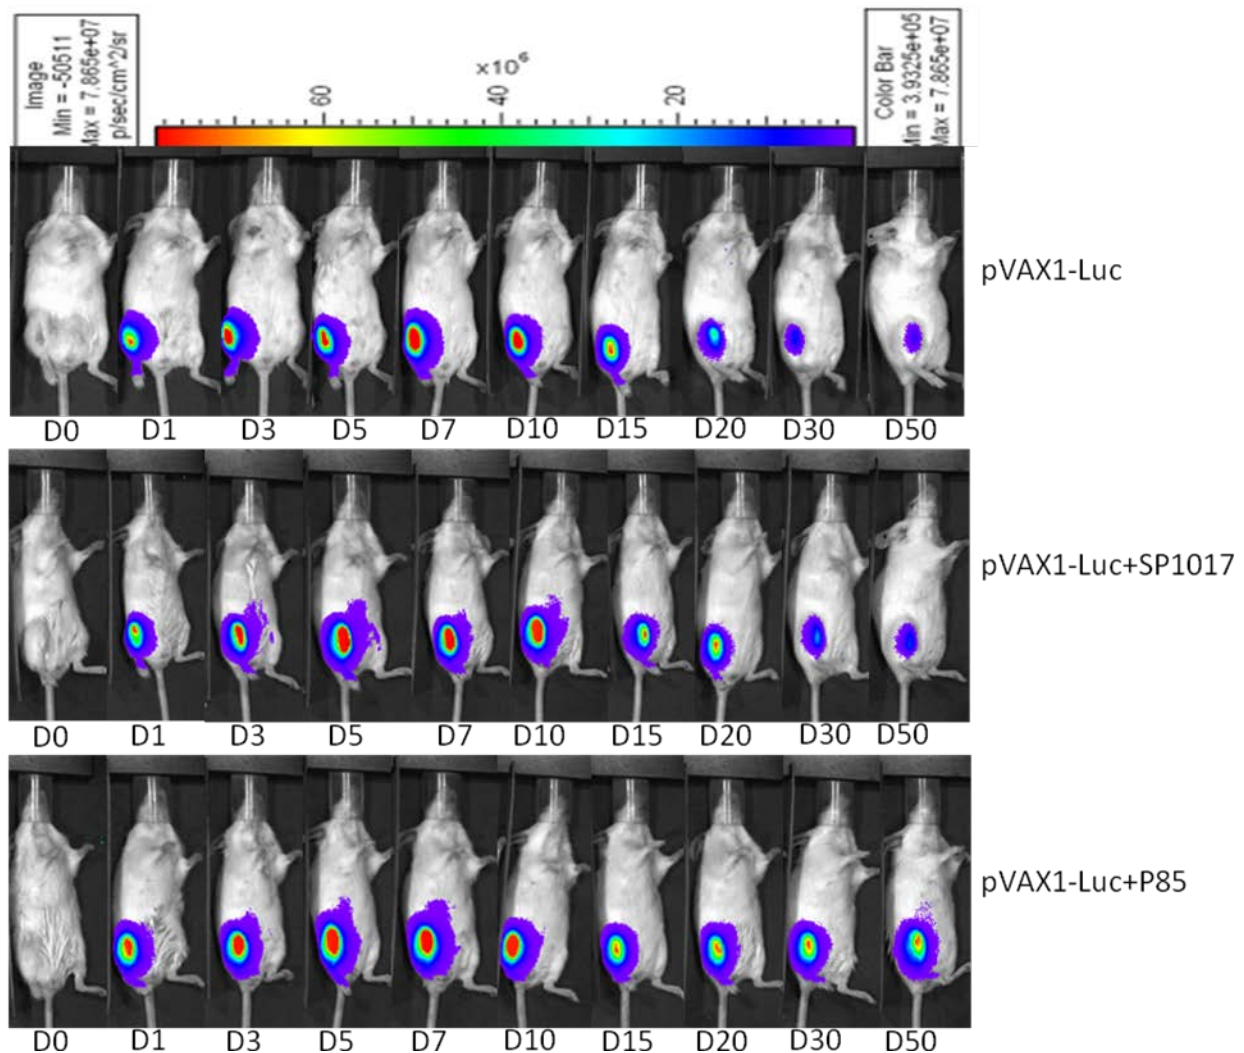 Image
Min = -50511
Max = 7.865e+07
p/sec/cm^2/sr
×10⁶
60
40
20
Color Bar
Min = 3.9325e+05
Max = 7.865e+07
pVAX1-Luc
D0 D1 D3 D5 D7 D10 D15 D20 D30 D50
pVAX1-Luc+SP1017
D0 D1 D3 D5 D7 D10 D15 D20 D30 D50
pVAX1-Luc+P85
D0 D1 D3 D5 D7 D10 D15 D20 D30 D50